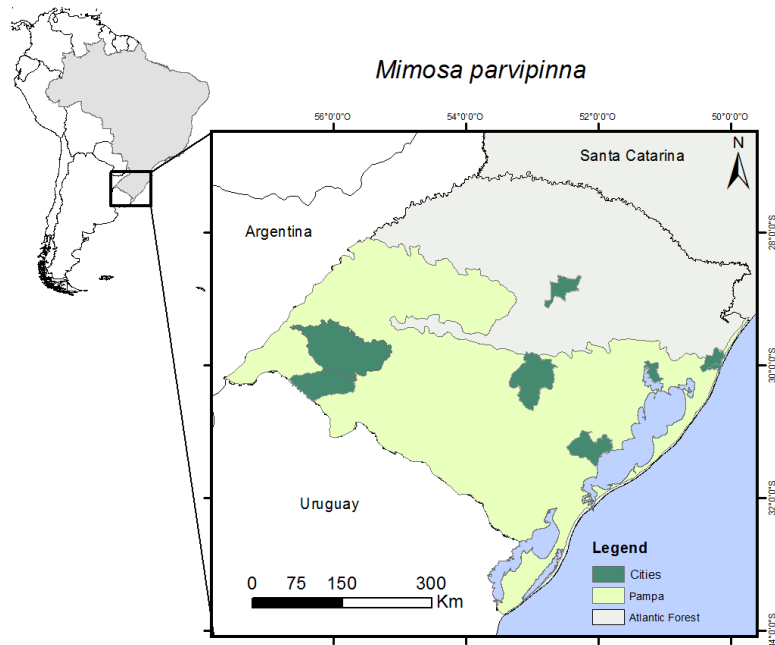 Mimosa parvipinna
56°0'0"O
54°0'0"O
52°0'0"O
50°0'0"O
N
Santa Catarina
Argentina
28°0'0"S
30°0'0"S
Uruguay
32°0'0"S
Legend
Cities
Pampa
Atlantic Forest
0 75 150 300
Km
34°0'0"S